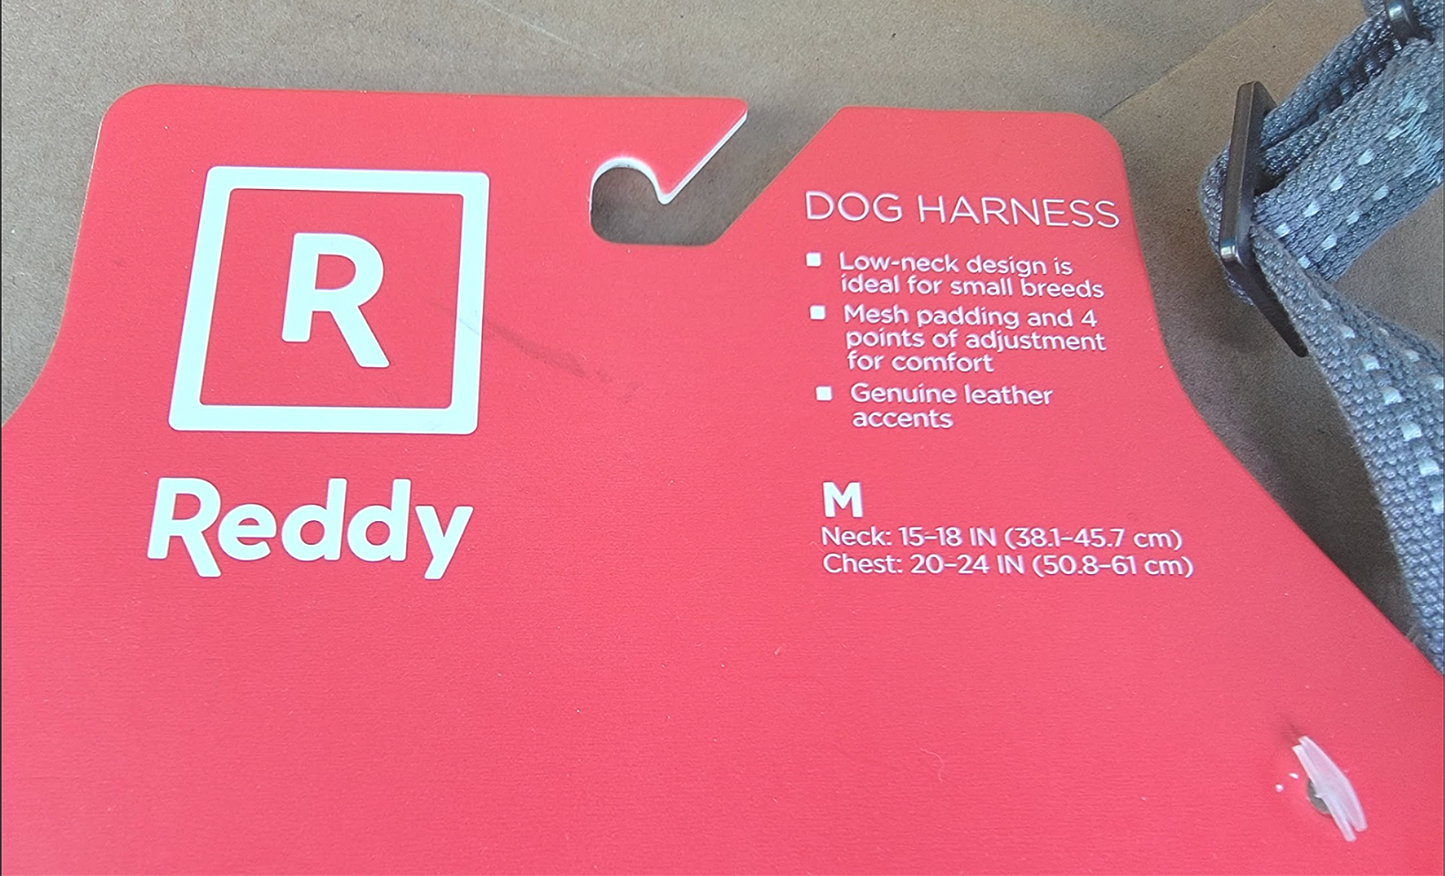 R
Reddy
DOG HARNESS
Low-neck design is
ideal for small breeds
Mesh padding and 4
points of adjustment
for comfort
Genuine leather
accents
M
Neck: 15–18 IN (38.1–45.7 cm)
Chest: 20–24 IN (50.8–61 cm)